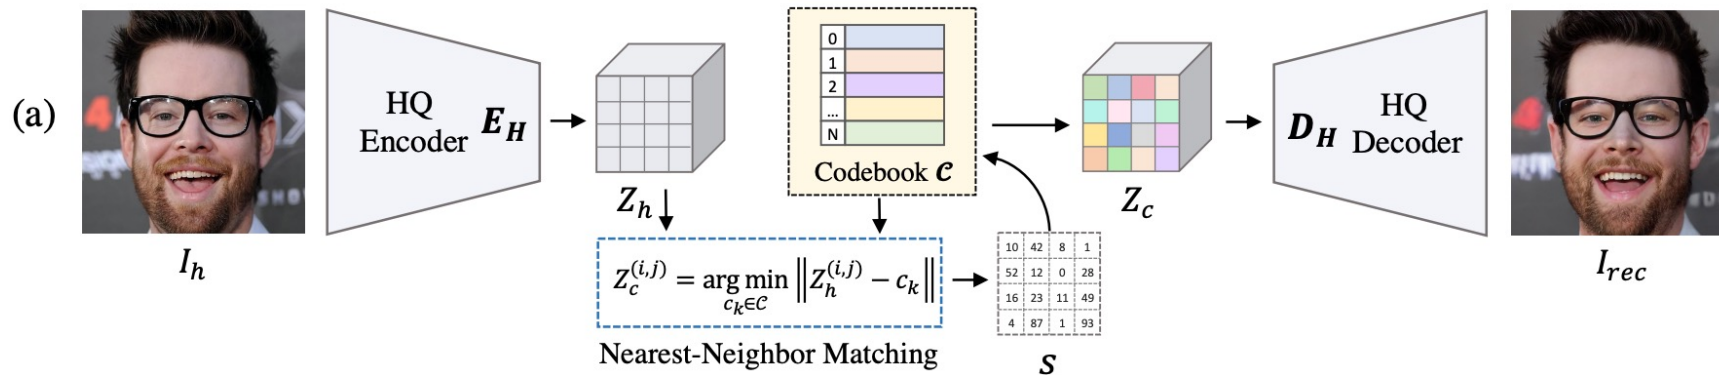 (a)
I_h
HQ
Encoder E_H
Z_h
0
1
2
...
N
Codebook C
Z_c^{(i,j)} = arg min_{c_k∈C} ||Z_h^{(i,j)} − c_k||
Nearest-Neighbor Matching
10 42 8 1
52 12 0 28
16 23 11 49
4 87 1 93
S
Z_c
D_H HQ
Decoder
I_rec
4